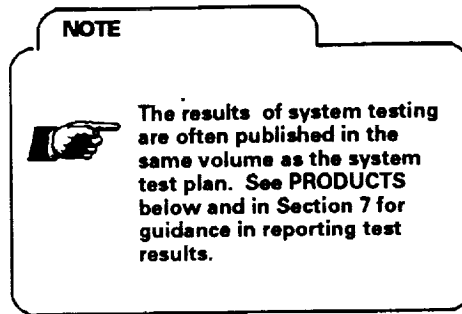 NOTE
The results of system testing
are often published in the
same volume as the system
test plan. See PRODUCTS
below and in Section 7 for
guidance in reporting test
results.